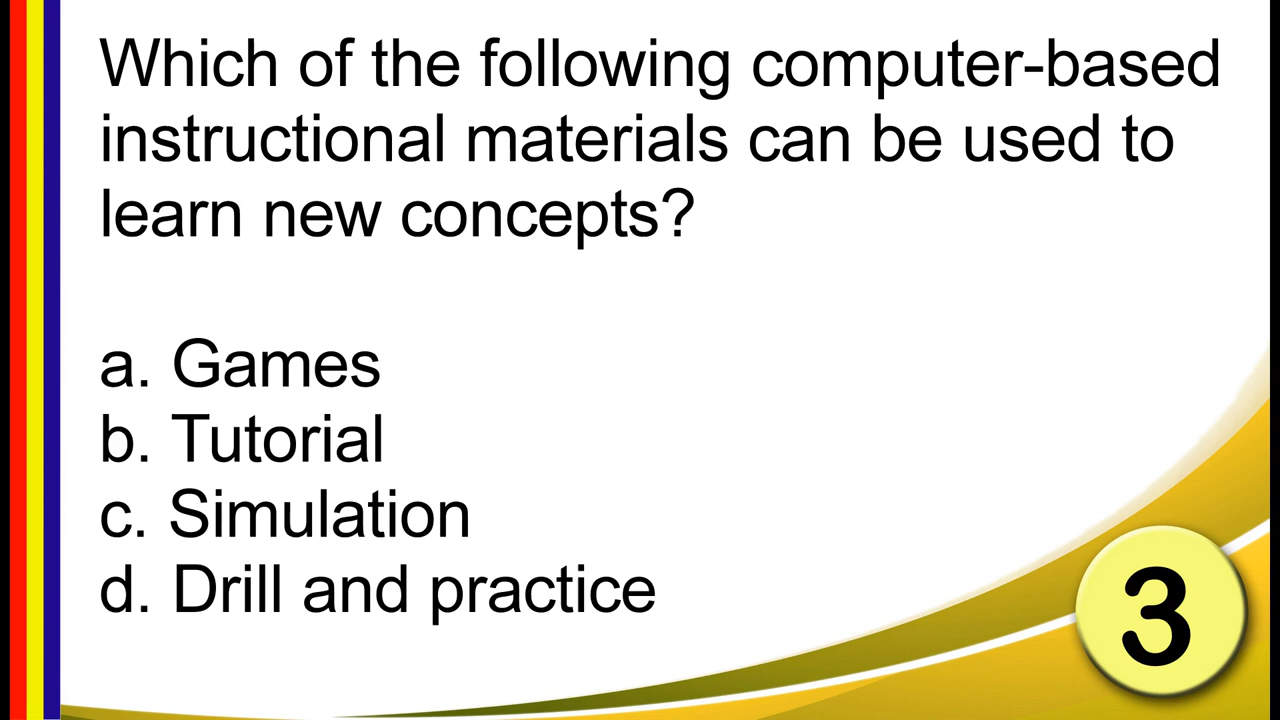 Which of the following computer-based
instructional materials can be used to
learn new concepts?
a. Games
b. Tutorial
c. Simulation
d. Drill and practice
3